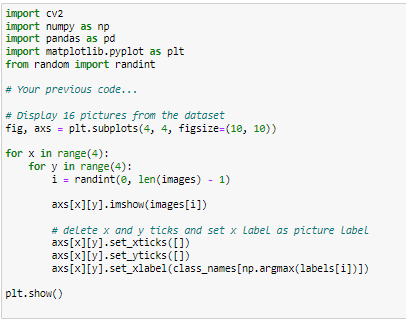 import cv2
import numpy as np
import pandas as pd
import matplotlib.pyplot as plt
from random import randint
# Your previous code...
# Display 16 pictures from the dataset
fig, axs = plt.subplots(4, 4, figsize=(10, 10))
for x in range(4):
    for y in range(4):
        i = randint(0, len(images) - 1)
        axs[x][y].imshow(images[i])
        # delete x and y ticks and set x label as picture label
        axs[x][y].set_xticks([])
        axs[x][y].set_yticks([])
        axs[x][y].set_xlabel(class_names[np.argmax(labels[i])])
plt.show()